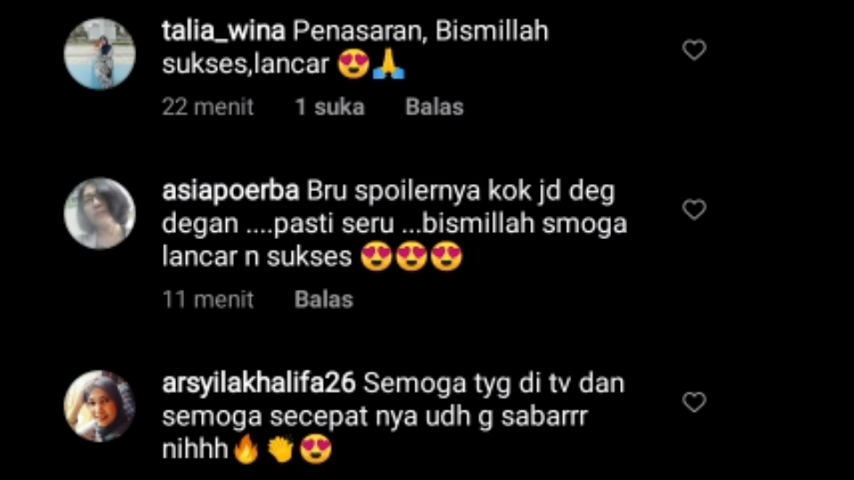 talia_wina Penasaran, Bismillah
sukses,lancar 😍🙏
22 menit 1 suka Balas
asiapoerba Bru spoilernya kok jd deg
degan ....pasti seru ...bismillah smoga
lancar n sukses 😍😍😍
11 menit Balas
arsyilakhalifa26 Semoga tyg di tv dan
semoga secepat nya udh g sabarrr
nihhh🔥👏😍